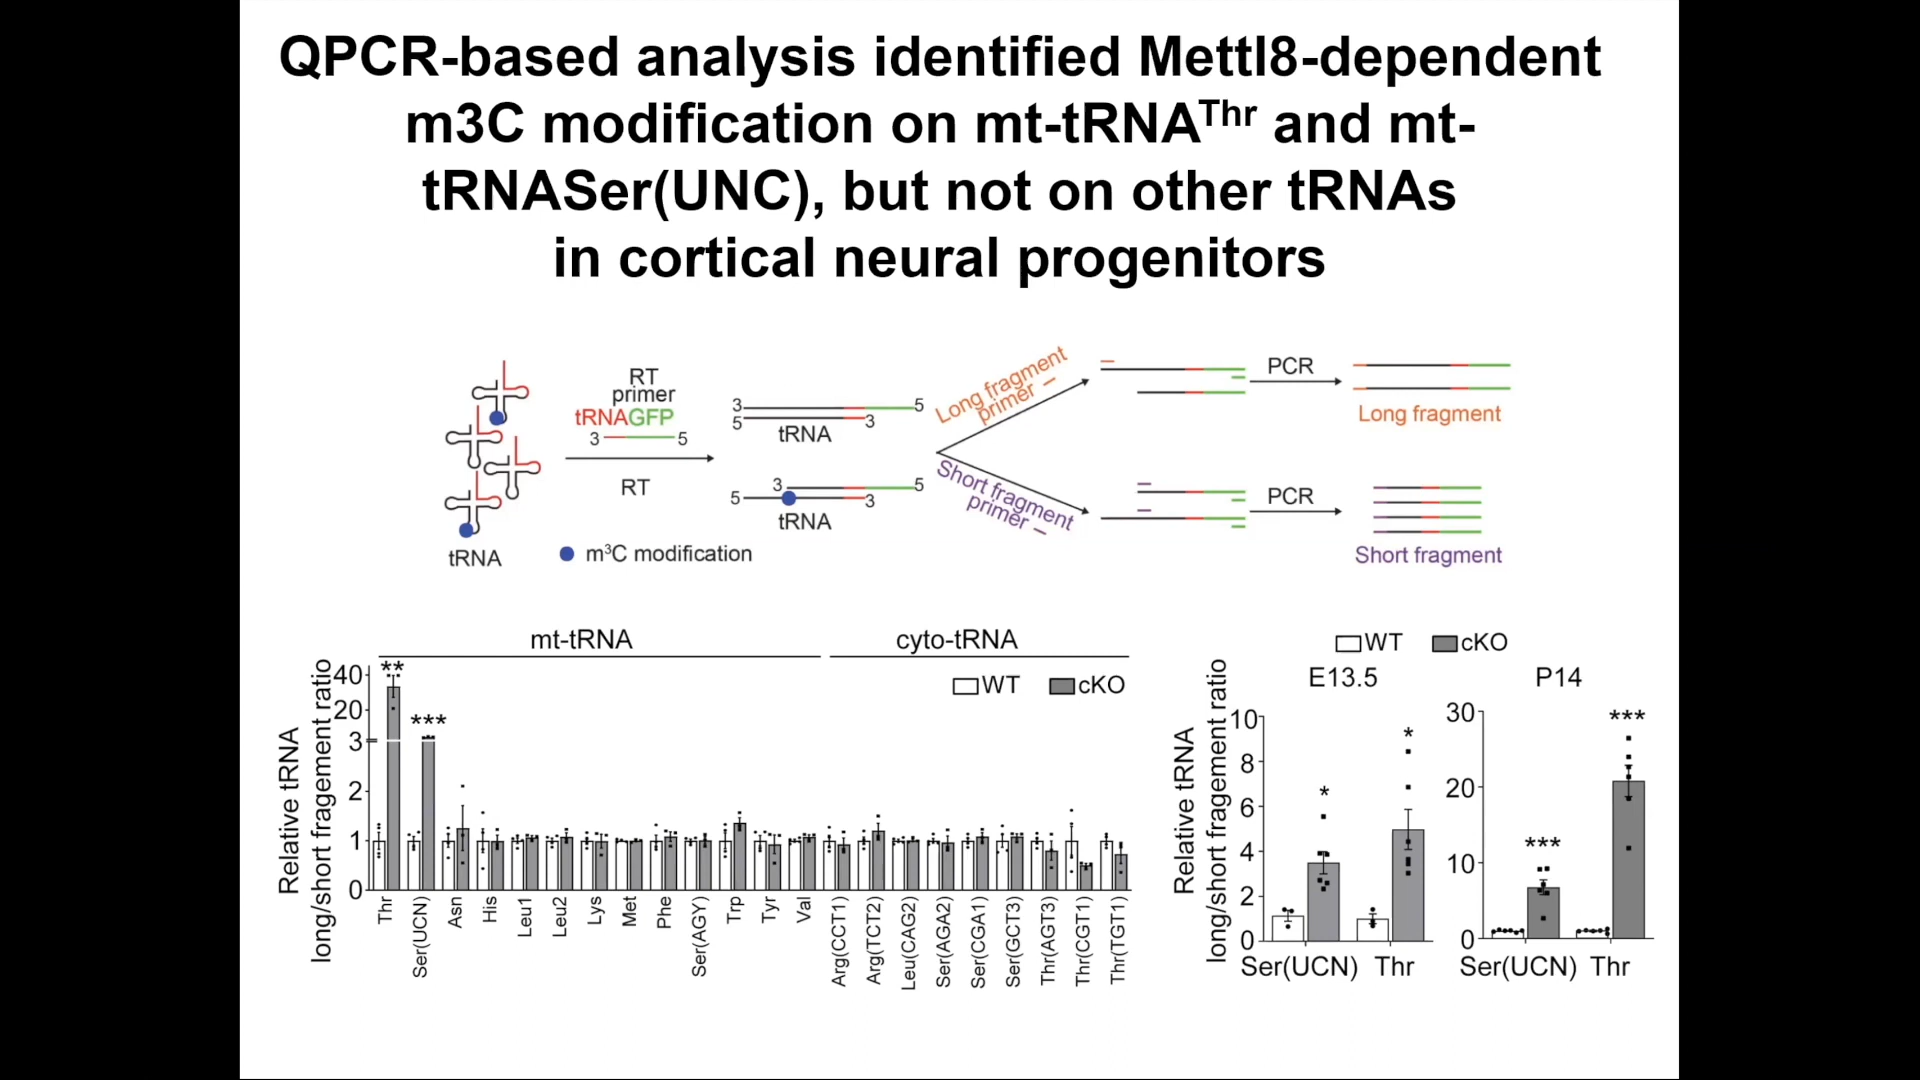 QPCR-based analysis identified Mettl8-dependent
m3C modification on mt-tRNAThr and mt-
tRNASer(UNC), but not on other tRNAs
in cortical neural progenitors
RT
primer
tRNAGFP
3 5
RT
tRNA
m3C modification
3 5
5 3
tRNA
3 5
5 3
tRNA
Long fragment
primer
Short fragment
primer
PCR
Long fragment
PCR
Short fragment
mt-tRNA
cyto-tRNA
WT cKO
Relative tRNA
long/short fragement ratio
40
20
3
2
1
0
**
***
Thr
Ser(UCN)
Asn
His
Leu1
Leu2
Lys
Met
Phe
Ser(AGY)
Trp
Tyr
Val
Arg(CCT1)
Arg(TCT2)
Leu(CAG2)
Ser(AGA2)
Ser(CGA1)
Ser(GCT3)
Thr(AGT3)
Thr(CGT1)
Thr(TGT1)
WT cKO
E13.5
P14
Relative tRNA
long/short fragement ratio
10
8
6
4
2
0
*
*
Ser(UCN) Thr
30
20
10
0
***
***
Ser(UCN) Thr